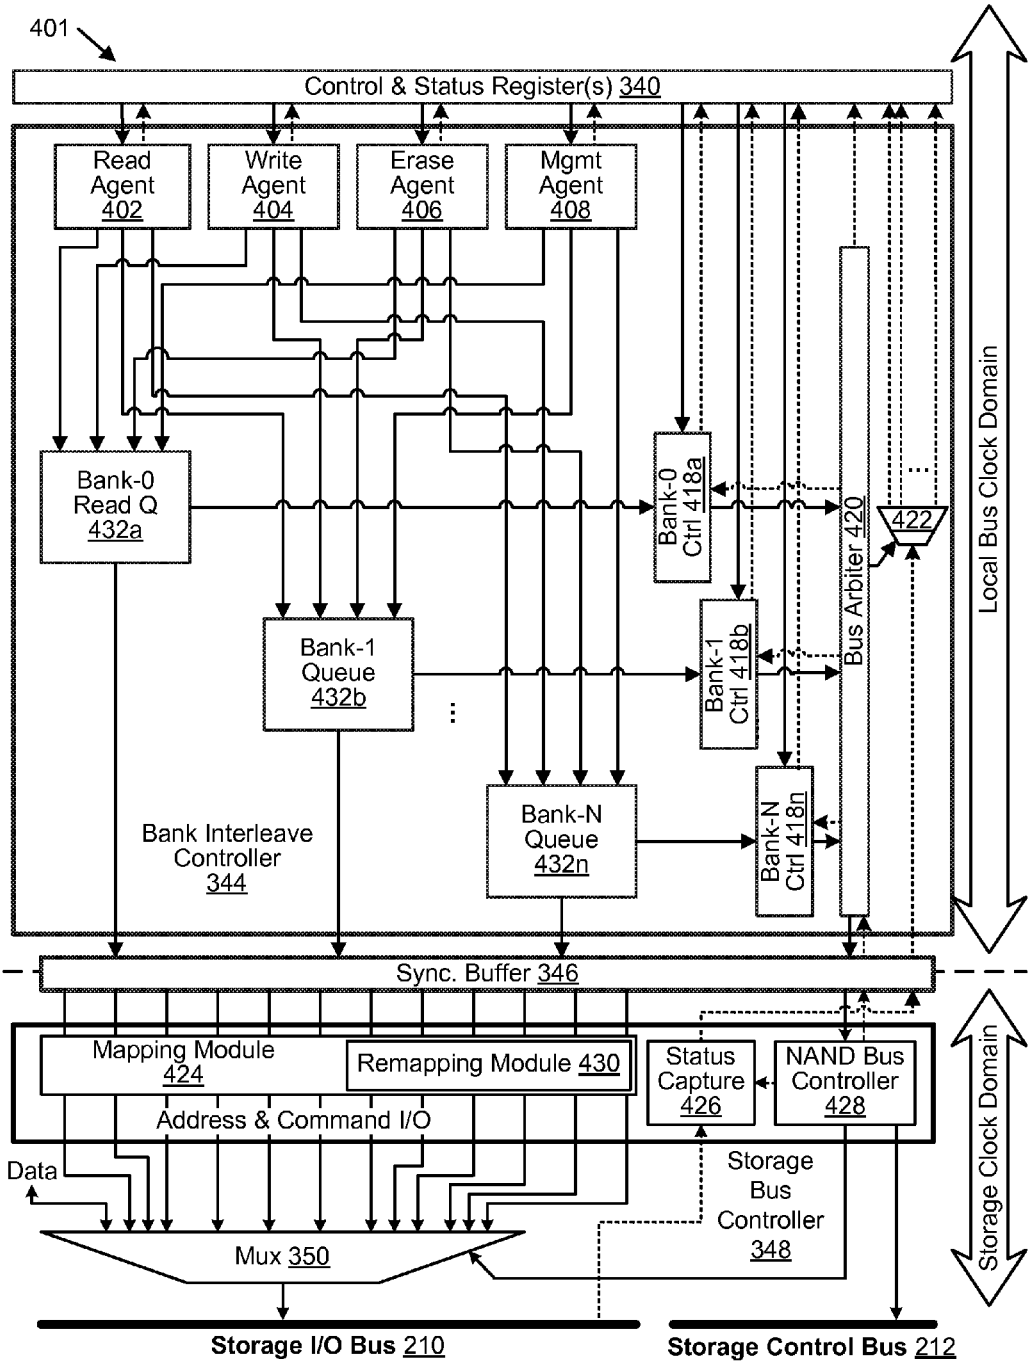 401
Control & Status Register(s) 340
Read
Agent
402
Write
Agent
404
Erase
Agent
406
Mgmt
Agent
408
Local Bus Clock Domain
Bank-0
Read Q
432a
Bank-0
Ctrl 418a
Bus Arbiter 420
...
422
Bank-1
Queue
432b
Bank-1
Ctrl 418b
...
Bank-N
Queue
432n
Bank-N
Ctrl 418n
Bank Interleave
Controller
344
Sync. Buffer 346
Mapping Module
424
Remapping Module 430
Status
Capture
426
NAND Bus
Controller
428
Address & Command I/O
Storage Clock Domain
Data
Storage
Bus
Controller
348
Mux 350
Storage I/O Bus 210
Storage Control Bus 212